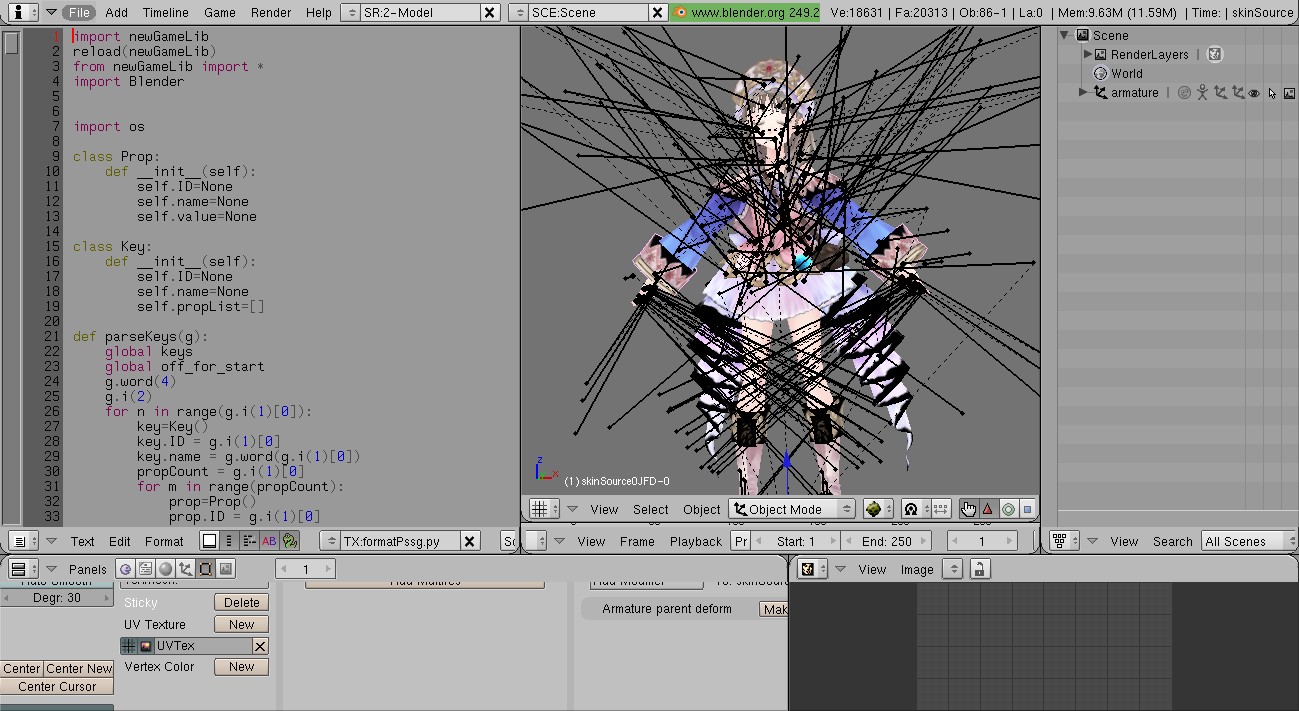 File Add Timeline Game Render Help SR:2-Model SCE:Scene www.blender.org 249.2 Ve:18631 | Fa:20313 | Ob:86-1 | La:0 | Mem:9.63M (11.59M) | Time: | skinSource
1 import newGameLib
2 reload(newGameLib)
3 from newGameLib import *
4 import Blender
5
6
7 import os
8
9 class Prop:
10 def __init__(self):
11 self.ID=None
12 self.name=None
13 self.value=None
14
15 class Key:
16 def __init__(self):
17 self.ID=None
18 self.name=None
19 self.propList=[]
20
21 def parseKeys(g):
22 global keys
23 global off_for_start
24 g.word(4)
25 g.i(2)
26 for n in range(g.i(1)[0]):
27 key=Key()
28 key.ID = g.i(1)[0]
29 key.name = g.word(g.i(1)[0])
30 propCount = g.i(1)[0]
31 for m in range(propCount):
32 prop=Prop()
33 prop.ID = g.i(1)[0]
Text Edit Format TX:formatPssg.py
z
x
(1) skinSource0JFD-0
View Select Object Object Mode
View Frame Playback Pr Start: 1 End: 250 1
Scene
RenderLayers |
World
armature |
View Search All Scenes
Panels 1
Degr: 30
Sticky Delete
UV Texture New
UVTex
Vertex Color New
Center Center New
Center Cursor
Armature parent deform Mak
View Image